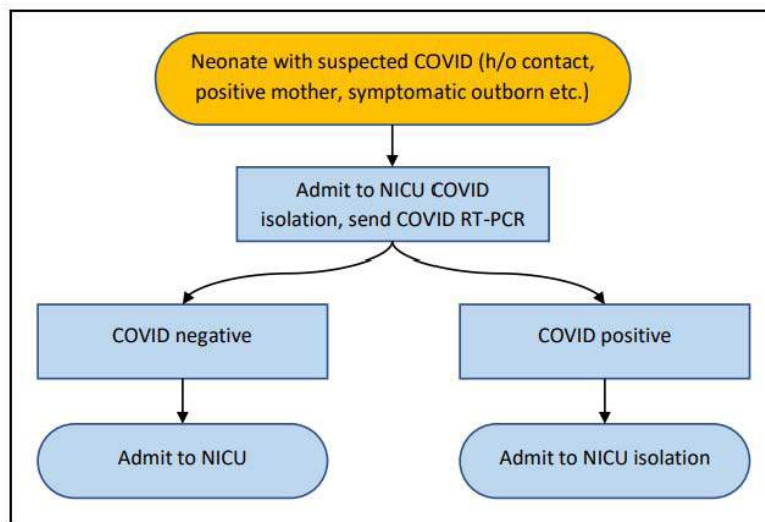 Neonate with suspected COVID (h/o contact,
positive mother, symptomatic outborn etc.)
Admit to NICU COVID
isolation, send COVID RT-PCR
COVID negative
COVID positive
Admit to NICU
Admit to NICU isolation